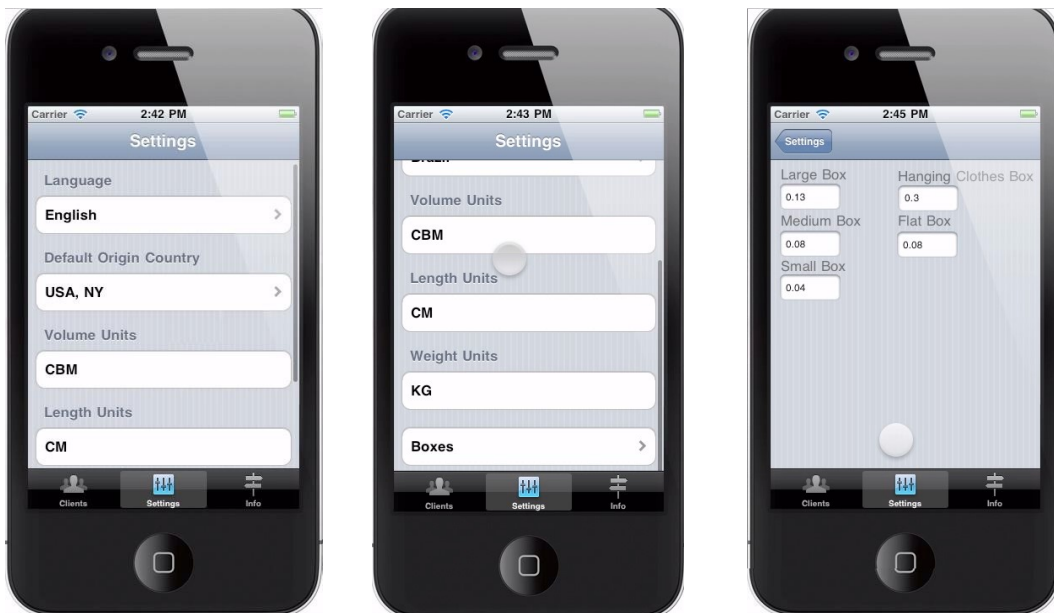 Carrier 2:42 PM
Settings
Language
English
Default Origin Country
USA, NY
Volume Units
CBM
Length Units
CM
Clients Settings Info
Carrier 2:43 PM
Settings
Brazil
Volume Units
CBM
Length Units
CM
Weight Units
KG
Boxes
Clients Settings Info
Carrier 2:45 PM
Settings
Large Box Hanging Clothes Box
0.13 0.3
Medium Box Flat Box
0.08 0.08
Small Box
0.04
Clients Settings Info